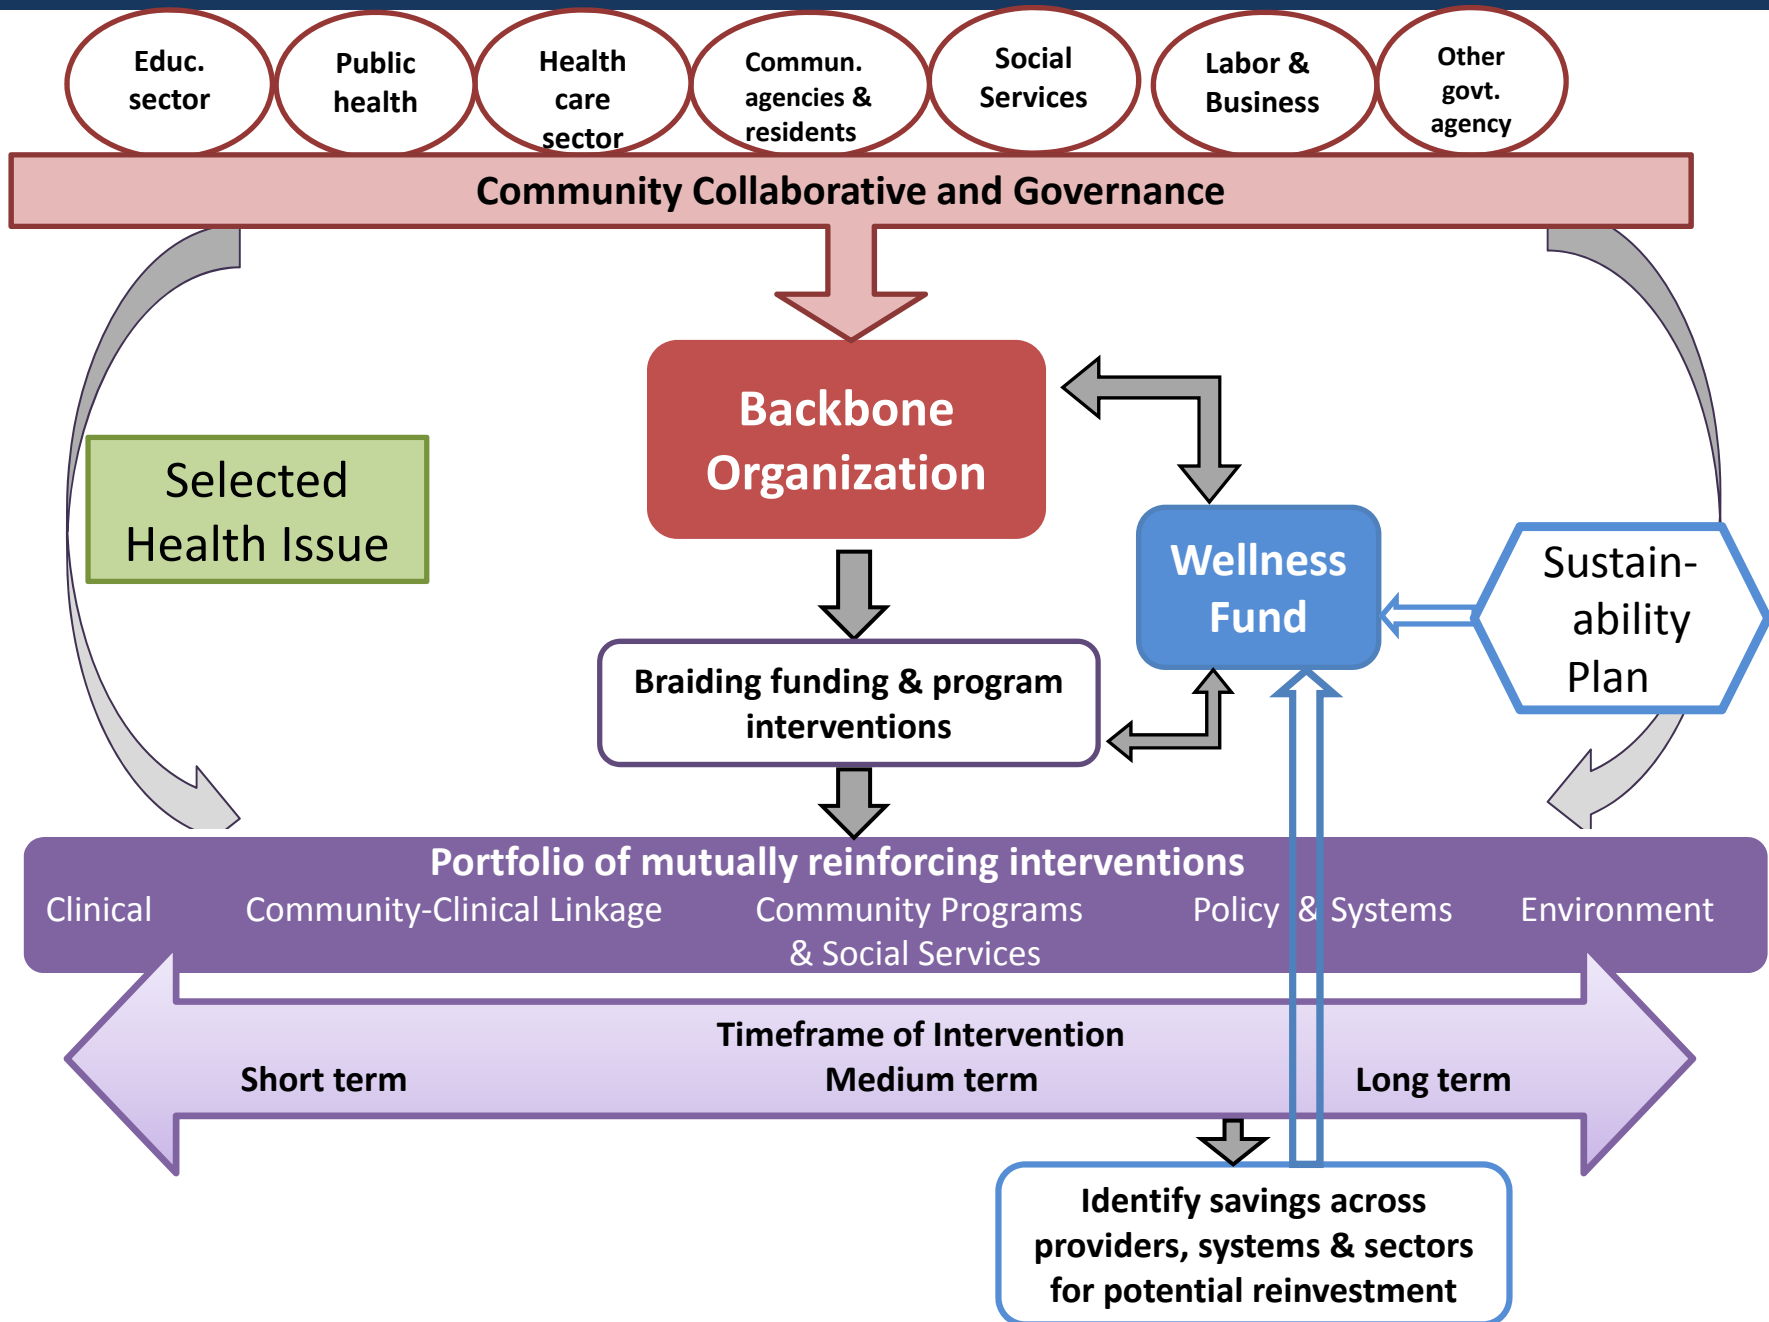 Educ.
sector
Public
health
Health
care
sector
Commun.
agencies &
residents
Social
Services
Labor &
Business
Other
govt.
agency
Community Collaborative and Governance
Backbone
Organization
Selected
Health Issue
Wellness
Fund
Sustain-
ability
Plan
Braiding funding & program
interventions
Portfolio of mutually reinforcing interventions
Clinical
Community-Clinical Linkage
Community Programs
& Social Services
Policy & Systems
Environment
Timeframe of Intervention
Short term
Medium term
Long term
Identify savings across
providers, systems & sectors
for potential reinvestment